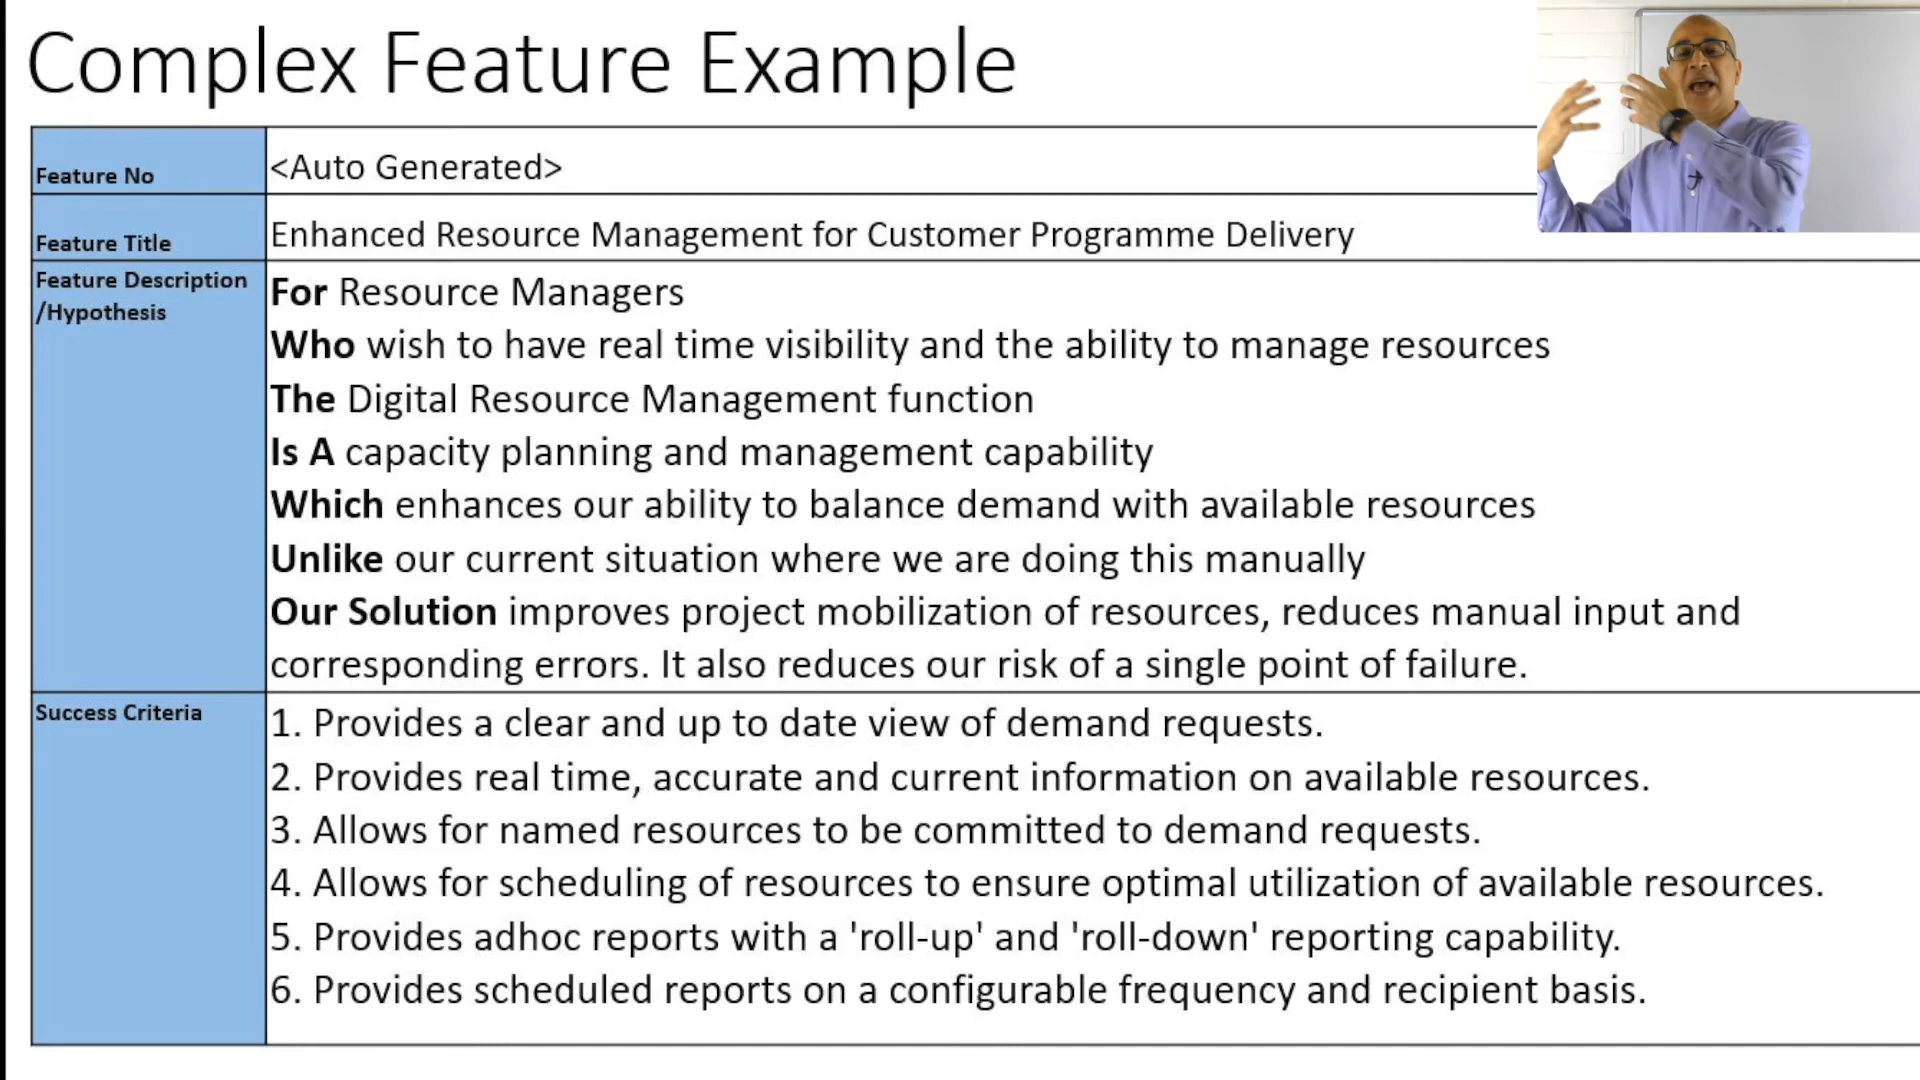 Complex Feature Example
Feature No
<Auto Generated>
Feature Title
Enhanced Resource Management for Customer Programme Delivery
Feature Description
/Hypothesis
For Resource Managers
Who wish to have real time visibility and the ability to manage resources
The Digital Resource Management function
Is A capacity planning and management capability
Which enhances our ability to balance demand with available resources
Unlike our current situation where we are doing this manually
Our Solution improves project mobilization of resources, reduces manual input and
corresponding errors. It also reduces our risk of a single point of failure.
Success Criteria
1. Provides a clear and up to date view of demand requests.
2. Provides real time, accurate and current information on available resources.
3. Allows for named resources to be committed to demand requests.
4. Allows for scheduling of resources to ensure optimal utilization of available resources.
5. Provides adhoc reports with a 'roll-up' and 'roll-down' reporting capability.
6. Provides scheduled reports on a configurable frequency and recipient basis.